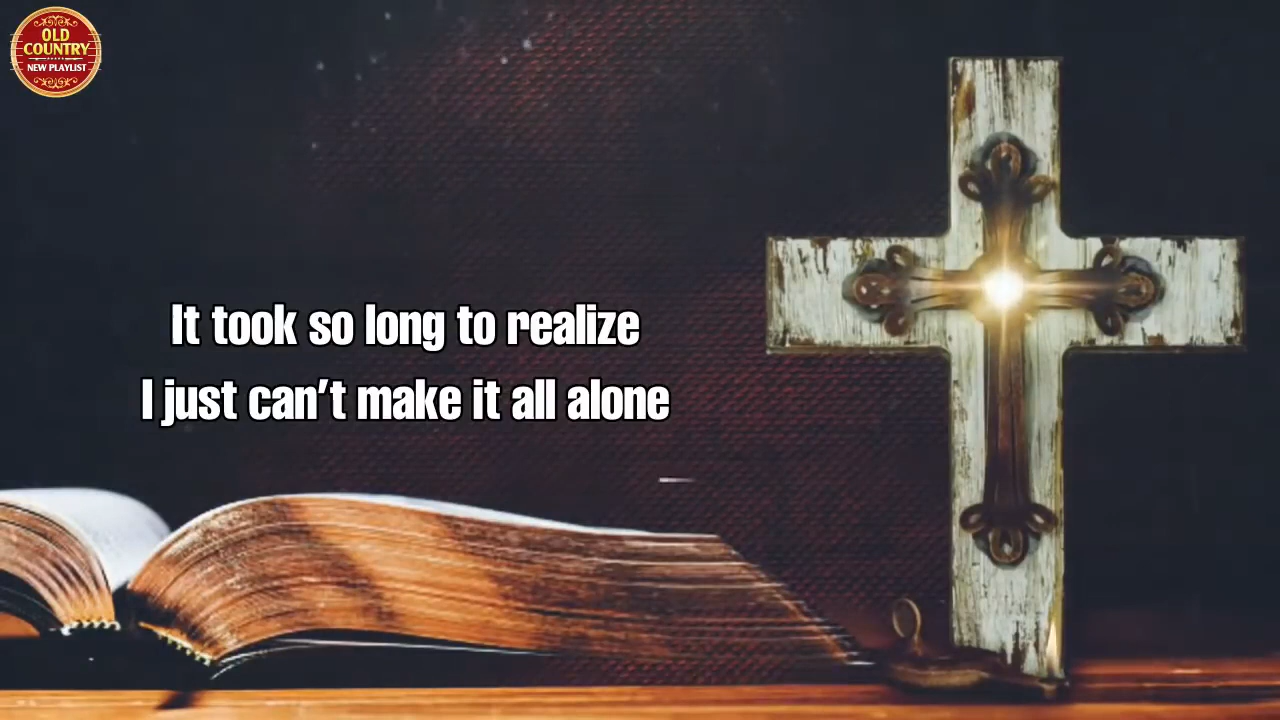 OLD
COUNTRY
NEW PLAYLIST
It took so long to realize
I just can't make it all alone